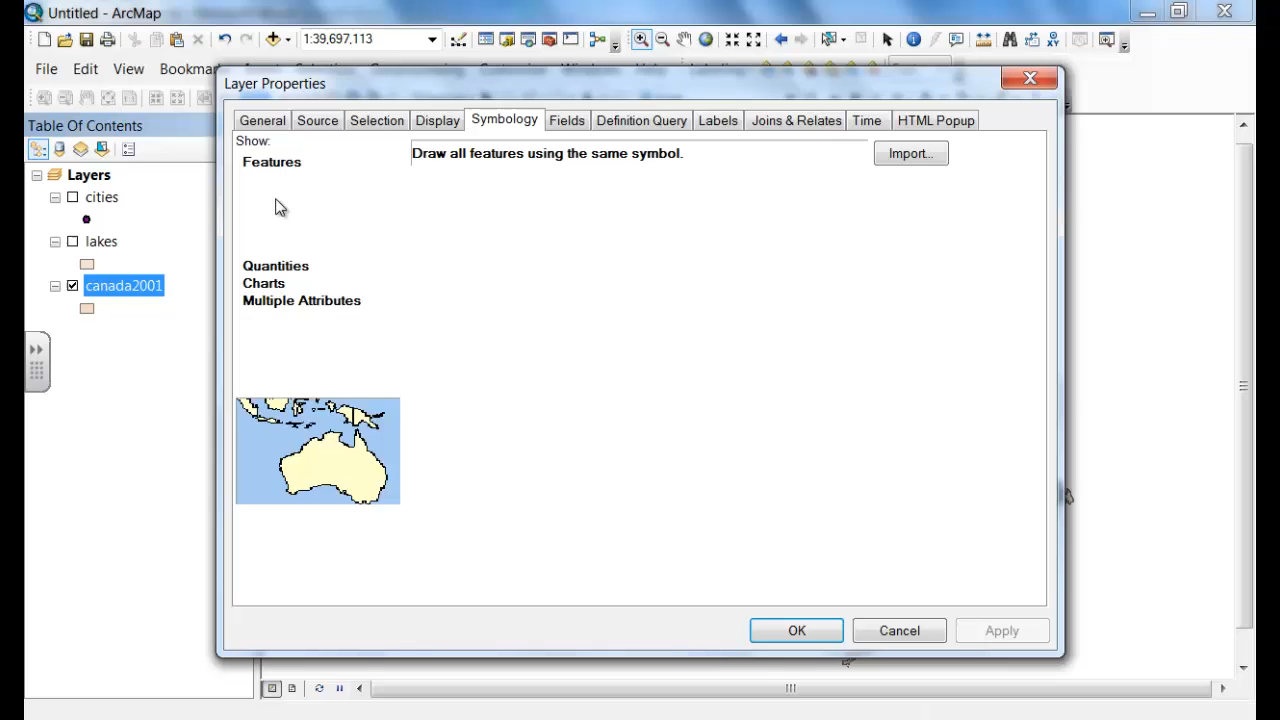 Untitled - ArcMap
1:39,697,113
File Edit View Bookmar
Layer Properties
Table Of Contents
General Source Selection Display Symbology Fields Definition Query Labels Joins & Relates Time HTML Popup
Show:
Features
Draw all features using the same symbol.
Import...
Layers
cities
lakes
canada2001
Quantities
Charts
Multiple Attributes
OK Cancel Apply